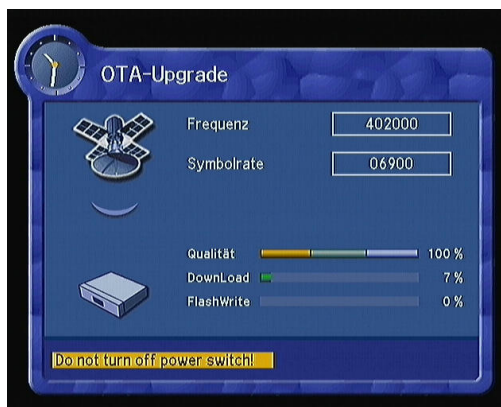 OTA-Upgrade
Frequenz 402000
Symbolrate 06900
Qualität 100 %
DownLoad 7 %
FlashWrite 0 %
Do not turn off power switch!